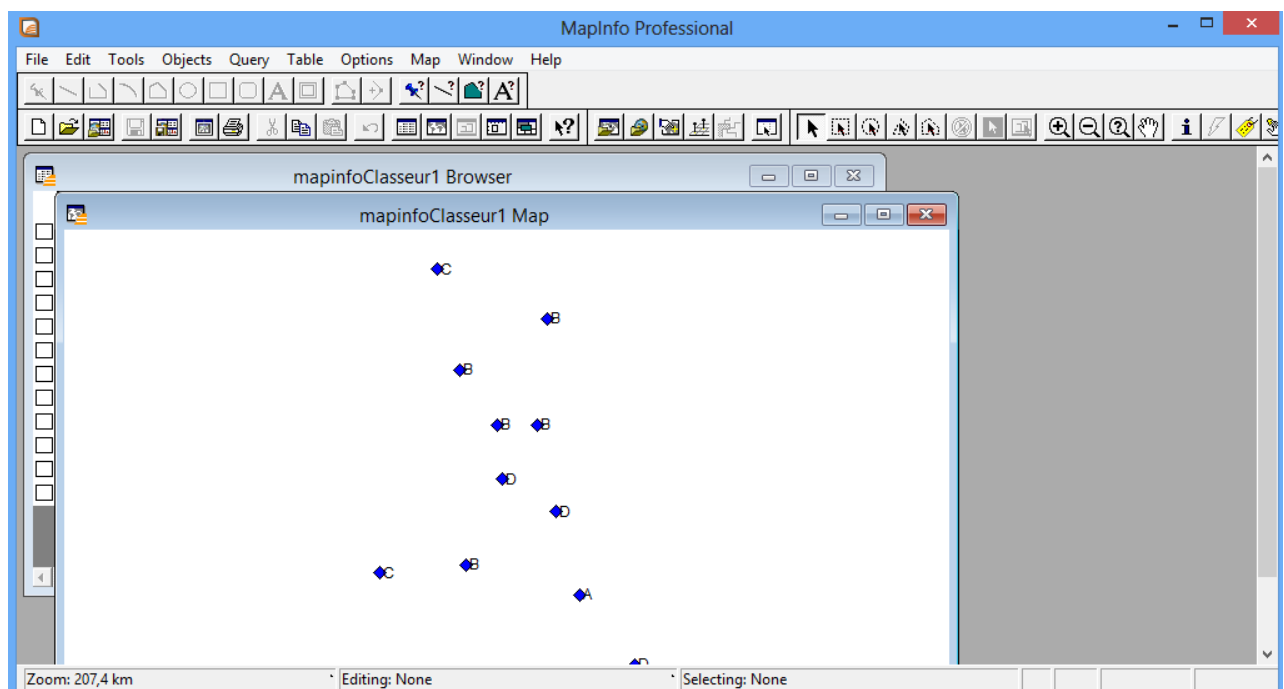 MapInfo Professional
File Edit Tools Objects Query Table Options Map Window Help
mapinfoClasseur1 Browser
mapinfoClasseur1 Map
C
B
B
B B
D
D
B
C
A
D
Zoom: 207,4 km Editing: None Selecting: None